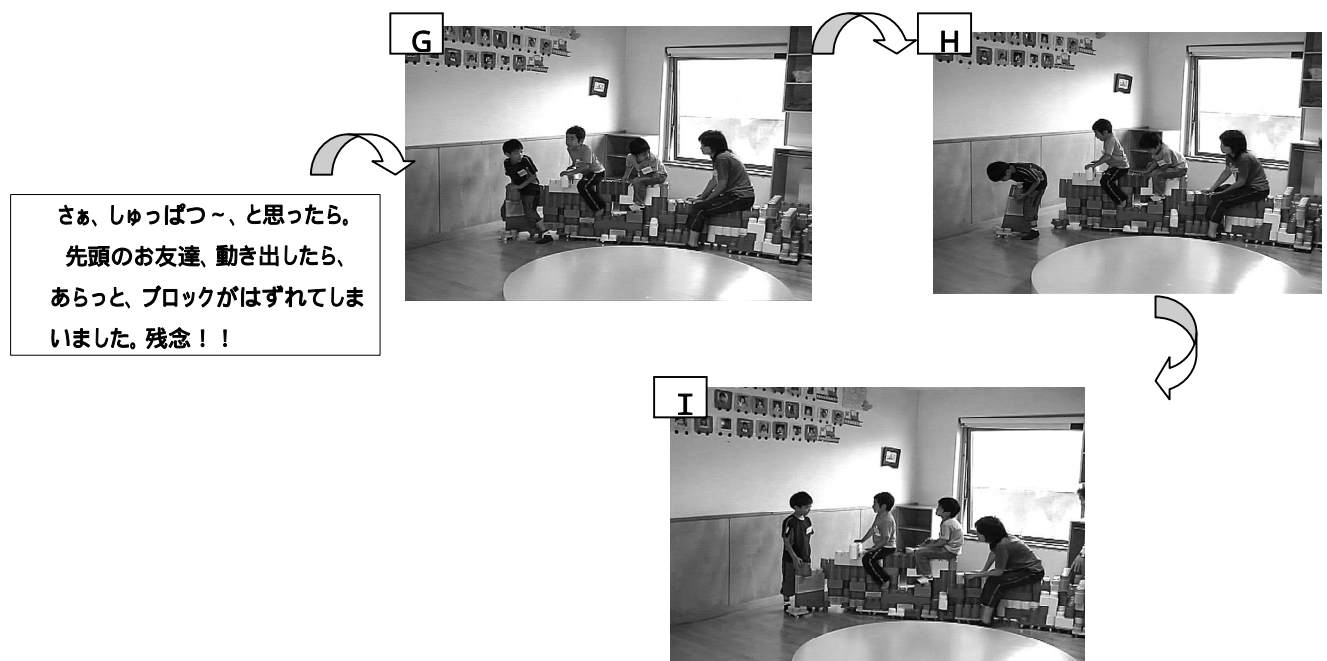 さぁ、しゅっぱつ～、と思ったら。
先頭のお友達、動き出したら、
あらっと、ブロックがはずれてしま
いました。残念！！
G
H
I